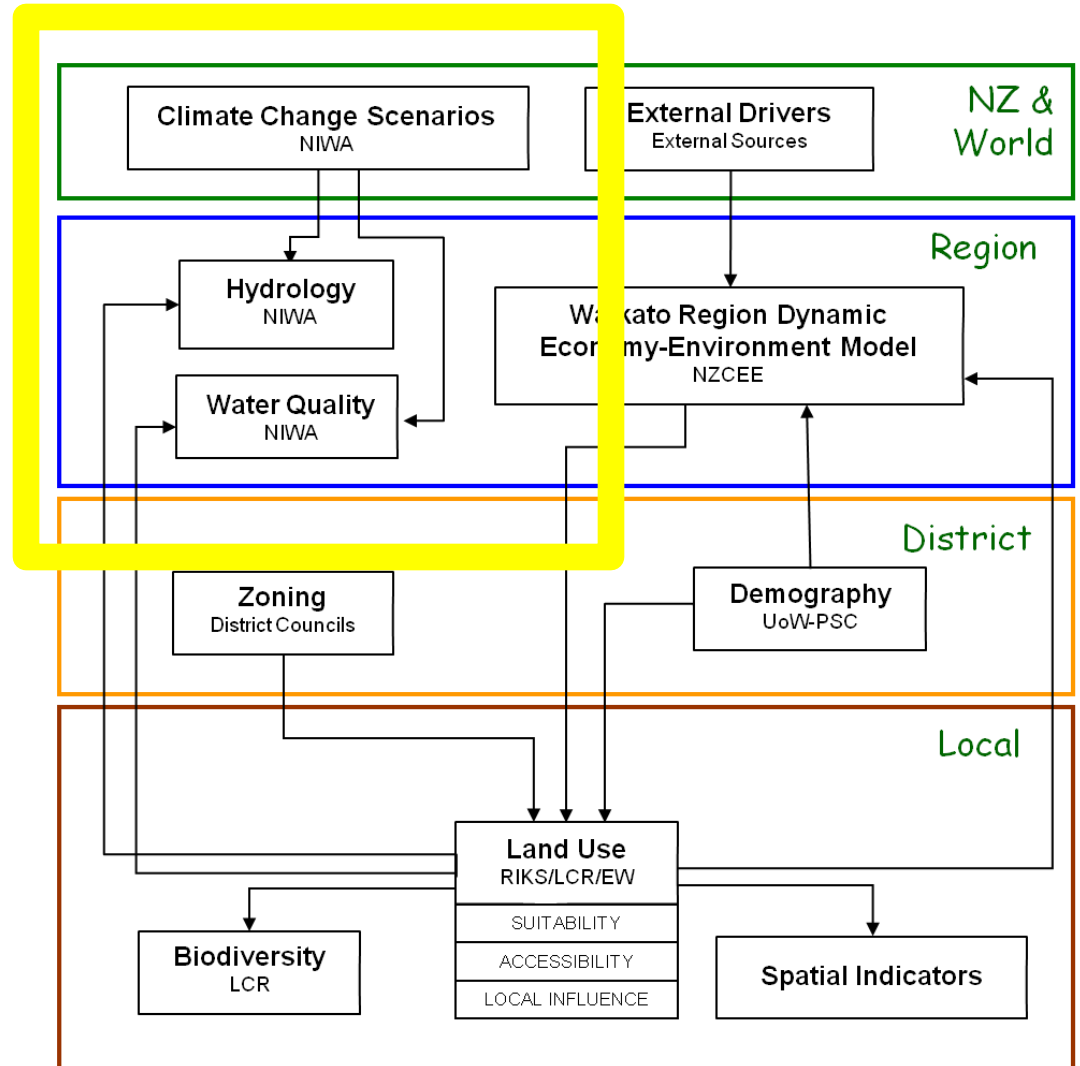 Climate Change Scenarios
NIWA
External Drivers
External Sources
NZ &
World
Region
Hydrology
NIWA
Waikato Region Dynamic
Economy-Environment Model
NZCEE
Water Quality
NIWA
District
Zoning
District Councils
Demography
UoW-PSC
Local
Land Use
RIKS/LCR/EW
SUITABILITY
ACCESSIBILITY
LOCAL INFLUENCE
Biodiversity
LCR
Spatial Indicators